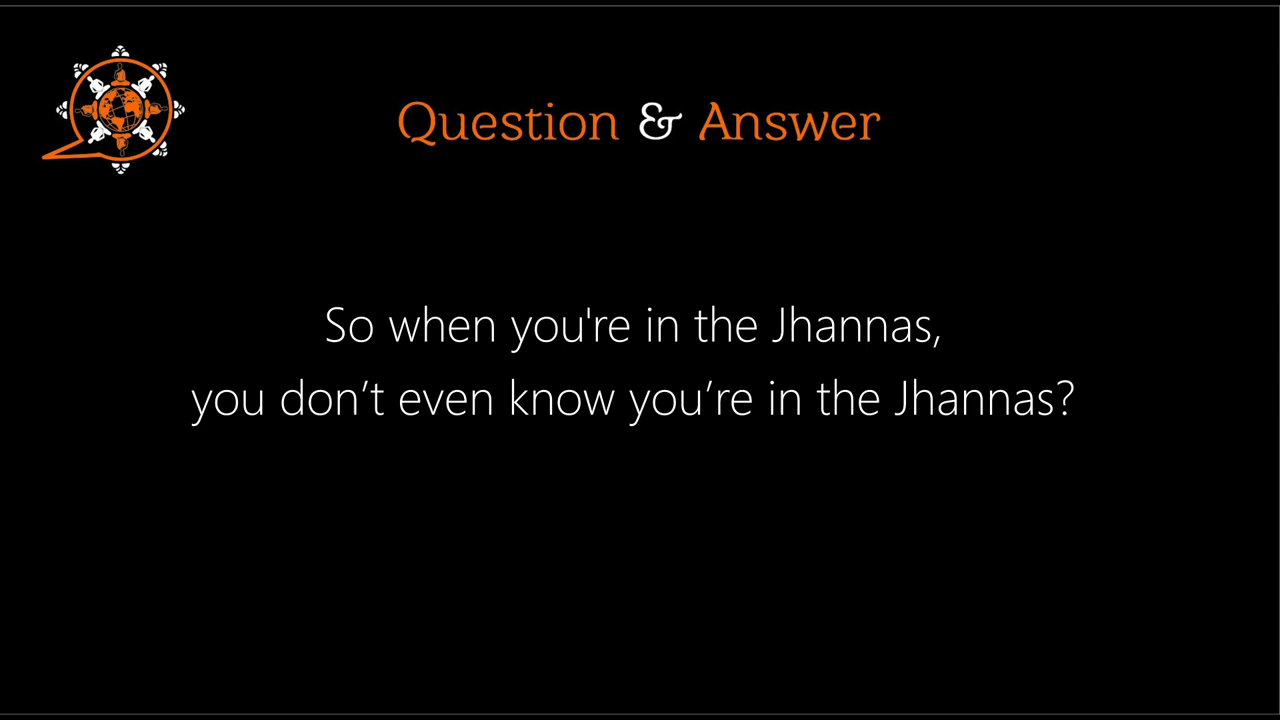 Question & Answer
So when you're in the Jhannas,
you don’t even know you’re in the Jhannas?